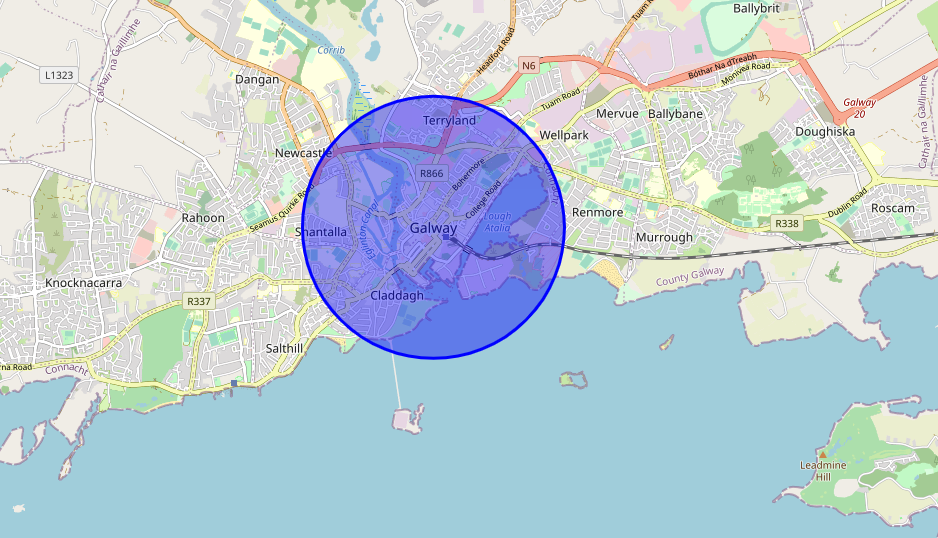 Ballybrit
Tuam R
Headford Road
Corrib
Cathair na Gaillimhe
L1323
Dangan
N6
Bóthar Na dTreabh
Monivea Road
Tuam Road
Galway
20
Terryland
Mervue
Ballybane
Wellpark
Doughiska
Cathair na Gaillimhe
Newcastle
R866
Bohermore
College Road
Connacht
Seamus Quirke Road
Rahoon
Dublin Road
Roscam
Renmore
R338
Shantalla
Galway
Lough
Atalia
Murrough
Eglinton Canal
County Galway
Knocknacarra
R337
Claddagh
Salthill
rna Road
Connacht
Leadmine
Hill